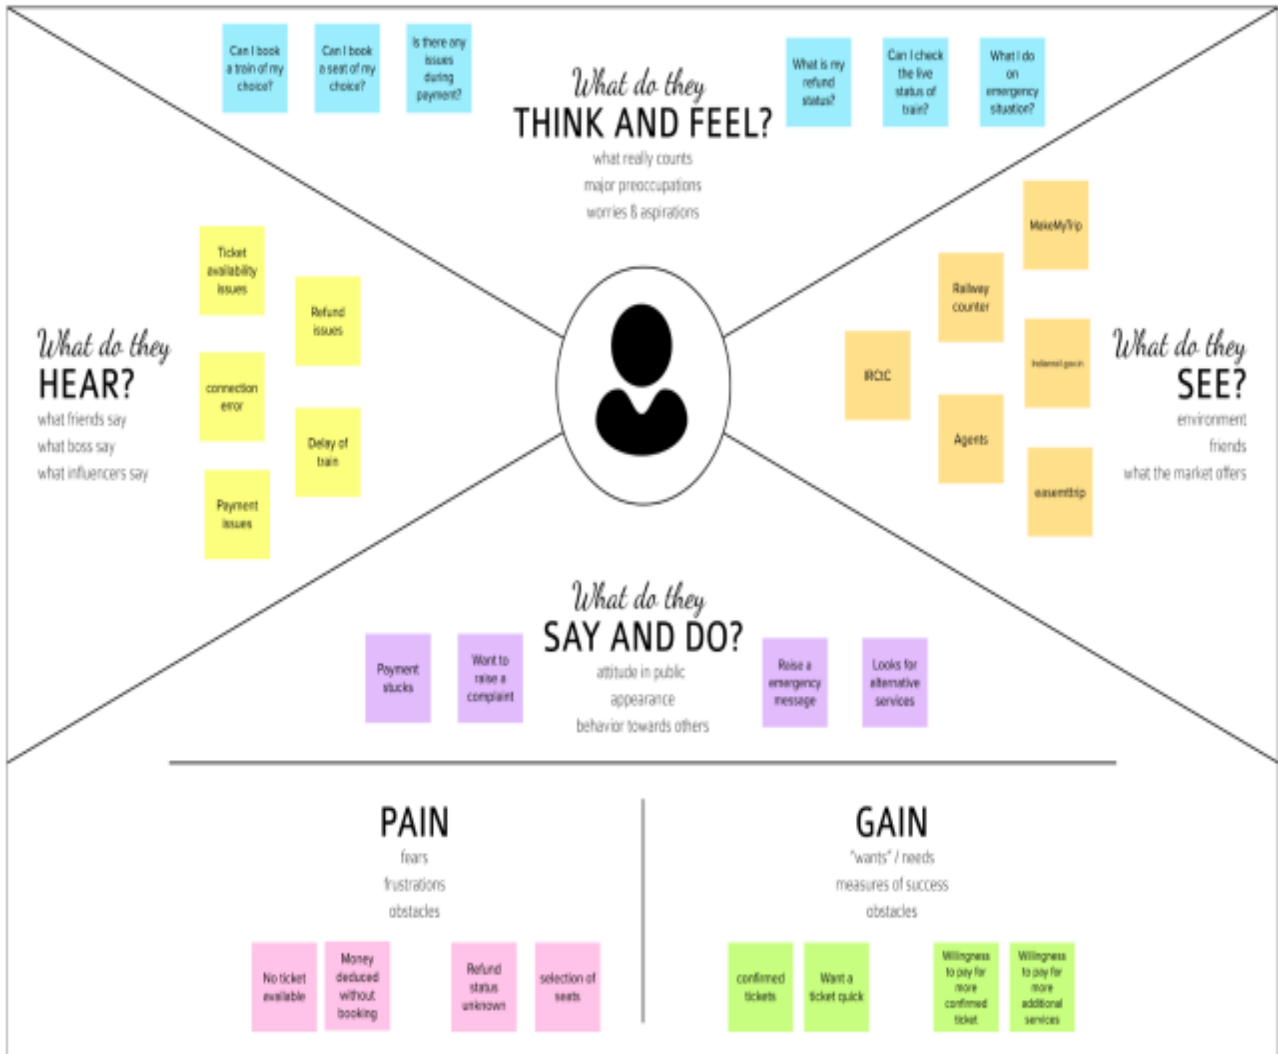 Can I book
a train of my
choice?
Can I book
a seat of my
choice?
Is there any
issues
during
payment?
What do they
THINK AND FEEL?
what really counts
major preoccupations
worries & aspirations
What is my
refund
status?
Can I check
the live
status of
train?
What I do
on
emergency
situation?
What do they
HEAR?
what friends say
what boss say
what influencers say
Ticket
availability
issues
Refund
issues
connection
error
Delay of
train
Payment
issues
MakeMyTrip
Railway
counter
IRCTC
Agents
easemttrip
What do they
SEE?
environment
friends
what the market offers
What do they
SAY AND DO?
attitude in public
appearance
behavior towards others
Payment
stucks
Want to
raise a
complaint
Raise a
emergency
message
Looks for
alternative
services
PAIN
fears
frustrations
obstacles
No ticket
available
Money
deduced
without
booking
Refund
status
unknown
selection of
seats
GAIN
"wants" / needs
measures of success
obstacles
confirmed
tickets
Want a
ticket quick
Willingness
to pay for
more
confirmed
ticket
Willingness
to pay for
more
additional
services